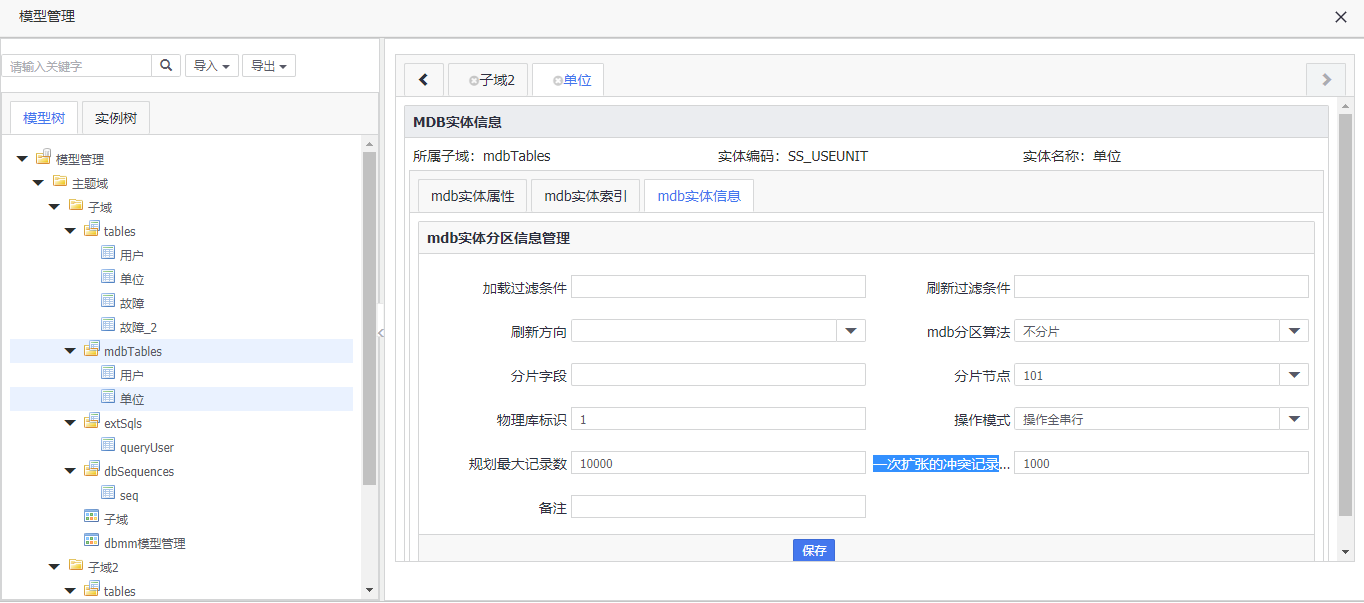 模型管理
请输入关键字
导入
导出
模型树
实例树
模型管理
主题域
子域
tables
用户
单位
故障
故障_2
mdbTables
用户
单位
extSqls
queryUser
dbSequences
seq
子域
dbmm模型管理
子域2
tables
子域2
单位
MDB实体信息
所属子域：mdbTables
实体编码：SS_USEUNIT
实体名称：单位
mdb实体属性
mdb实体索引
mdb实体信息
mdb实体分区信息管理
加载过滤条件
刷新过滤条件
刷新方向
mdb分区算法 不分片
分片字段
分片节点 101
物理库标识 1
操作模式 操作全串行
规划最大记录数 10000
一次扩张的冲突记录... 1000
备注
保存